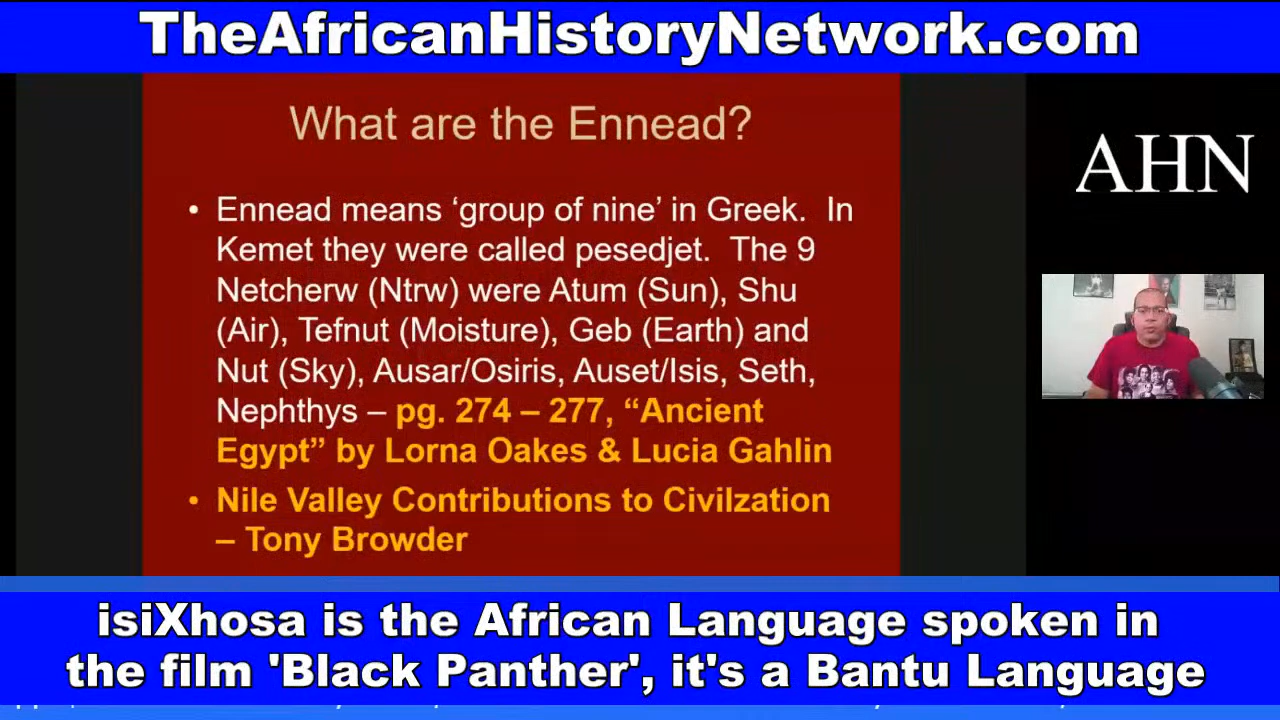 TheAfricanHistoryNetwork.com
What are the Ennead?
AHN
• Ennead means ‘group of nine’ in Greek.  In
Kemet they were called pesedjet.  The 9
Netcherw (Ntrw) were Atum (Sun), Shu
(Air), Tefnut (Moisture), Geb (Earth) and
Nut (Sky), Ausar/Osiris, Auset/Isis, Seth,
Nephthys – pg. 274 – 277, “Ancient
Egypt” by Lorna Oakes & Lucia Gahlin
• Nile Valley Contributions to Civilzation
– Tony Browder
isiXhosa is the African Language spoken in
the film 'Black Panther', it's a Bantu Language